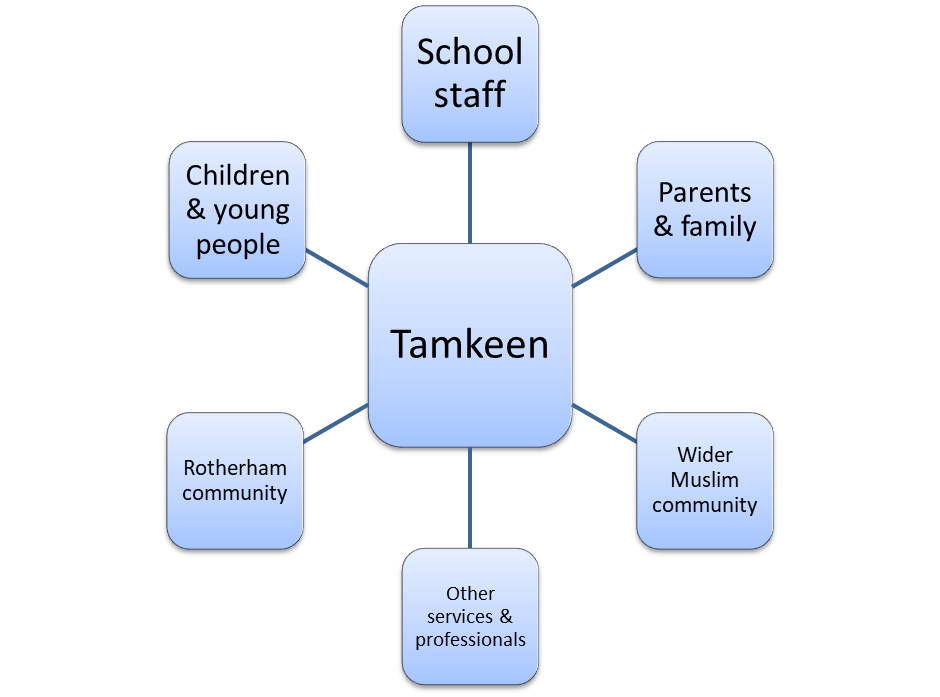 School
staff
Children
& young
people
Parents
& family
Tamkeen
Rotherham
community
Wider
Muslim
community
Other
services &
professionals